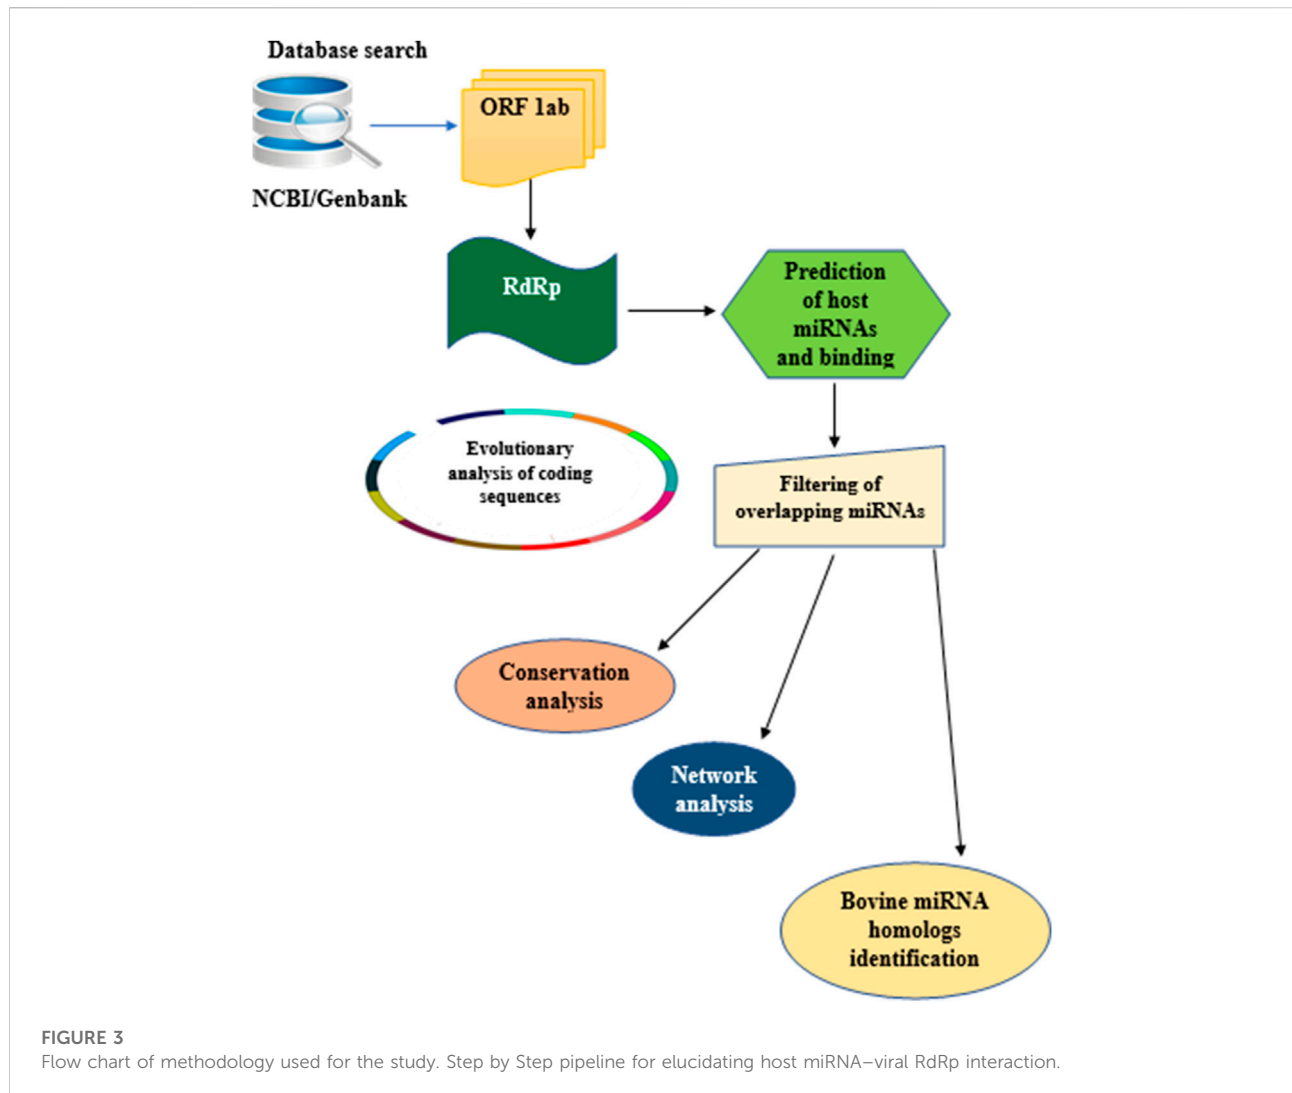 Database search
NCBI/Genbank
ORF 1ab
RdRp
Prediction
of host
miRNAs
and binding
Evolutionary
analysis of coding
sequences
Filtering of
overlapping miRNAs
Conservation
analysis
Network
analysis
Bovine miRNA
homologs
identification
FIGURE 3
Flow chart of methodology used for the study. Step by Step pipeline for elucidating host miRNA–viral RdRp interaction.